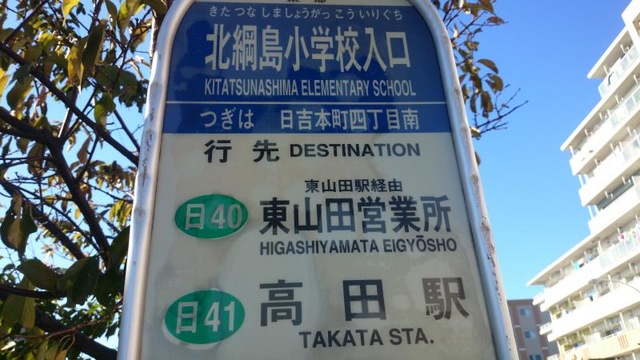 きたつなしましょうがっこういりぐち
北綱島小学校入口
KITATSUNASHIMA ELEMENTARY SCHOOL
つぎは 日吉本町四丁目南
行先 DESTINATION
東山田駅経由
日40 東山田営業所
HIGASHIYAMATA EIGYŌSHO
日41 高田駅
TAKATA STA.